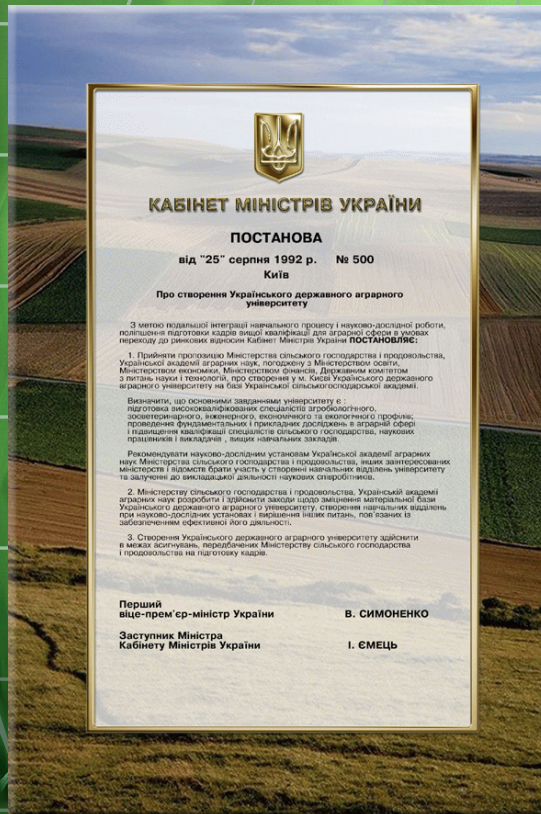 КАБІНЕТ МІНІСТРІВ УКРАЇНИ
ПОСТАНОВА
від "25" серпня 1992 р. № 500
Київ
Про створення Українського державного аграрного
університету
З метою подальшої інтеграції навчального процесу і науково-дослідної роботи,
поліпшення підготовки кадрів вищої кваліфікації для аграрної сфери в умовах
переходу до ринкових відносин Кабінет Міністрів України ПОСТАНОВЛЯЄ:
1. Прийняти пропозицію Міністерства сільського господарства і продовольства,
Української академії аграрних наук, погоджену з Міністерством освіти,
Міністерством економіки, Міністерством фінансів, Державним комітетом
з питань науки і технологій, про створення у м. Києві Українського державного
аграрного університету на базі Української сільськогосподарської академії.
Визначити, що основними завданнями університету є :
підготовка висококваліфікованих спеціалістів агробіологічного,
зооветеринарного, інженерного, економічного та екологічного профілів;
проведення фундаментальних і прикладних досліджень в аграрній сфері
і підвищення кваліфікації спеціалістів сільського господарства, наукових
працівників і викладачів , вищих навчальних закладів.
Рекомендувати науково-дослідним установам Української академії аграрних
наук Міністерства сільського господарства і продовольства, інших заінтересованих
міністерств і відомств брати участь у створенні навчальних відділень університету
та залученні до викладацької діяльності наукових співробітників.
2. Міністерству сільського господарства і продовольства, Українській академії
аграрних наук розробити і здійснити заходи щодо зміцнення матеріальної бази
Українського державного аграрного університету, створення навчальних відділень
при науково-дослідних установах і вирішення інших питань, пов'язаних із
забезпеченням ефективної його діяльності.
3. Створення Українського державного аграрного університету здійснити
в межах асигнувань, передбачених Міністерству сільського господарства
і продовольства на підготовку кадрів.
Перший
віце-прем'єр-міністр України В. СИМОНЕНКО
Заступник Міністра
Кабінету Міністрів України І. ЄМЕЦЬ